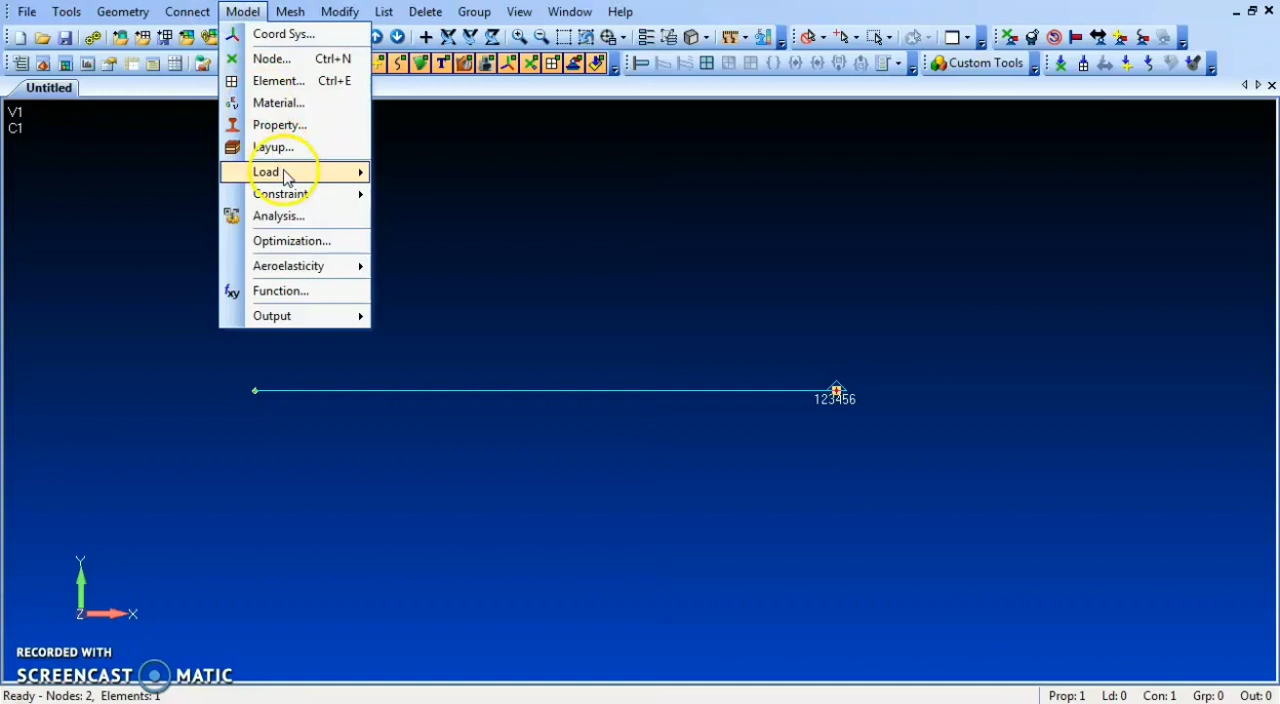 File Tools Geometry Connect Model Mesh Modify List Delete Group View Window Help
Coord Sys...
Node... Ctrl+N
Element... Ctrl+E
Material...
Property...
Layup...
Load
Constraint
Analysis...
Optimization...
Aeroelasticity
Function...
Output
Custom Tools
Untitled
V1
C1
123456
Y
Z X
RECORDED WITH
SCREENCAST MATIC
Ready - Nodes: 2, Elements: 1
Prop: 1 Ld: 0 Con: 1 Grp: 0 Out: 0